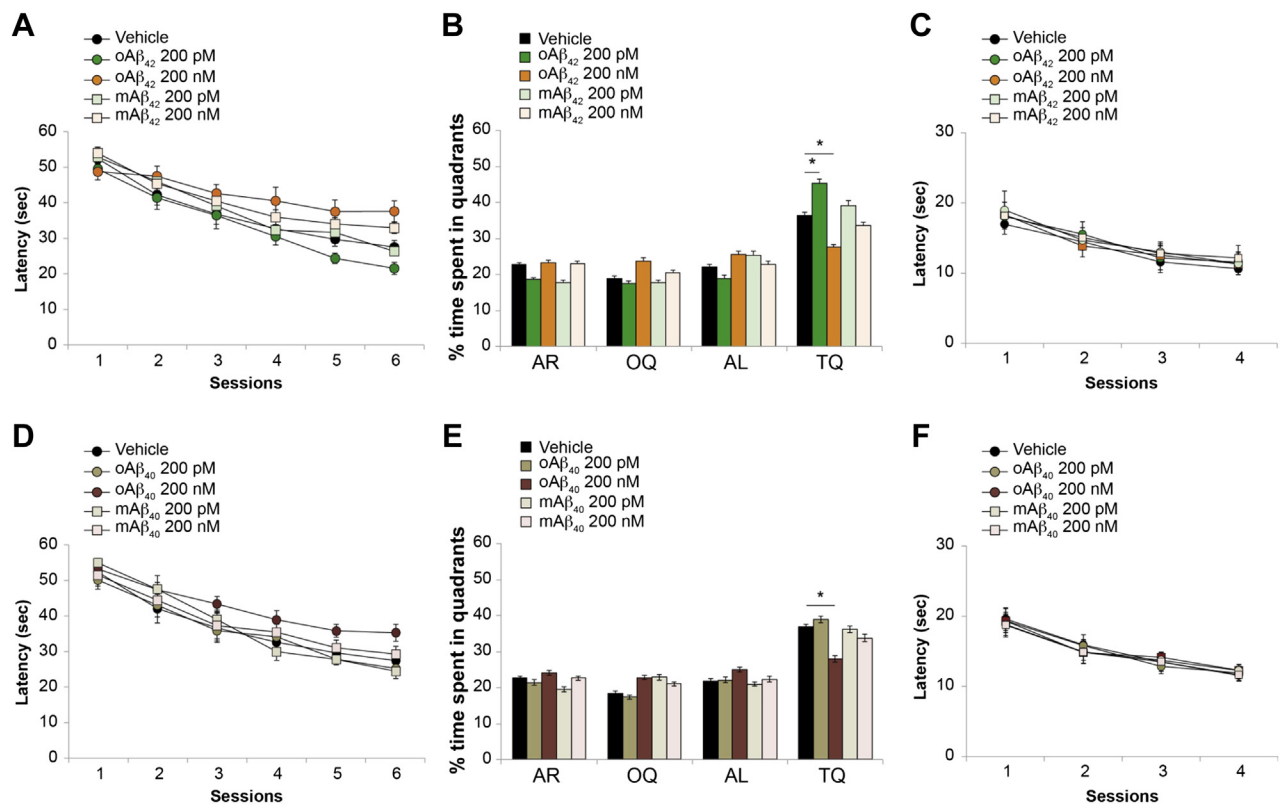 A
Vehicle
oAβ42 200 pM
oAβ42 200 nM
mAβ42 200 pM
mAβ42 200 nM
60
50
40
30
20
10
0
Latency (sec)
1 2 3 4 5 6
Sessions
B
Vehicle
oAβ42 200 pM
oAβ42 200 nM
mAβ42 200 pM
mAβ42 200 nM
60
50
40
30
20
10
0
% time spent in quadrants
*
*
AR OQ AL TQ
C
Vehicle
oAβ42 200 pM
oAβ42 200 nM
mAβ42 200 pM
mAβ42 200 nM
30
20
10
0
Latency (sec)
1 2 3 4
Sessions
D
Vehicle
oAβ40 200 pM
oAβ40 200 nM
mAβ40 200 pM
mAβ40 200 nM
60
50
40
30
20
10
0
Latency (sec)
1 2 3 4 5 6
Sessions
E
Vehicle
oAβ40 200 pM
oAβ40 200 nM
mAβ40 200 pM
mAβ40 200 nM
60
50
40
30
20
10
0
% time spent in quadrants
*
AR OQ AL TQ
F
Vehicle
oAβ40 200 pM
oAβ40 200 nM
mAβ40 200 pM
mAβ40 200 nM
30
20
10
0
Latency (sec)
1 2 3 4
Sessions